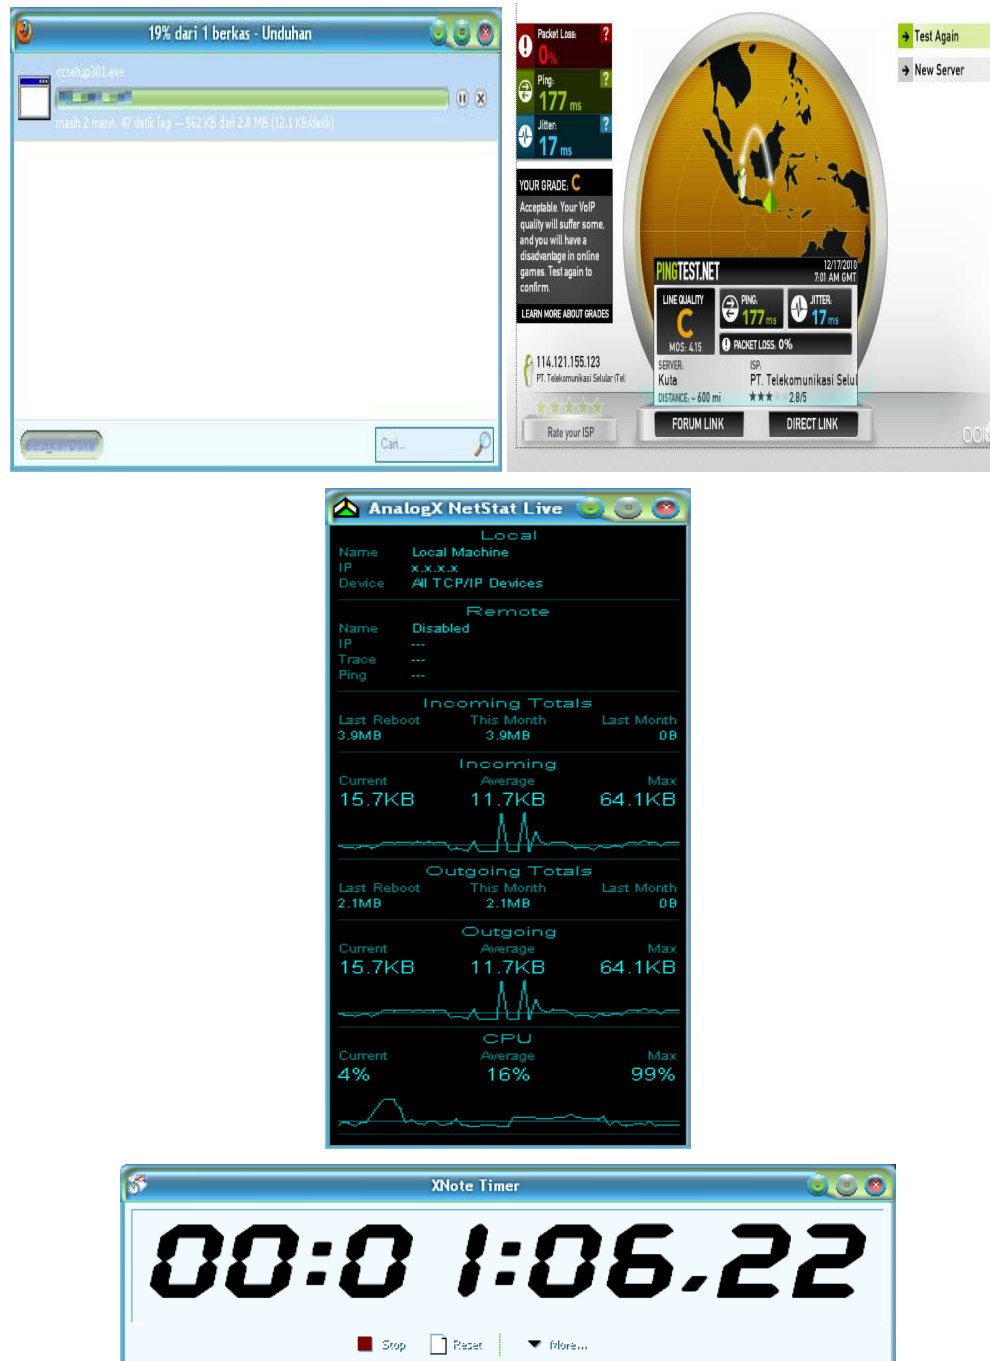 19% dari 1 berkas - Unduhan
ccsetup301.exe
masih 2 menit, 47 detik lagi — 562 KB dari 2.8 MB (12.1 KB/detik)
Cari...
Packet Loss: ?
0%
Ping: ?
177 ms
Jitter: ?
17 ms
YOUR GRADE: C
Acceptable. Your VoIP
quality will suffer some,
and you will have a
disadvantage in online
games. Test again to
confirm.
LEARN MORE ABOUT GRADES
114.121.155.123
PT. Telekomunikasi Selular (Tel
Rate your ISP
Test Again
New Server
PINGTEST.NET
12/17/2010
7:01 AM GMT
LINE QUALITY
C
MOS: 4.15
PING:
177 ms
JITTER:
17 ms
PACKET LOSS: 0%
SERVER:
Kuta
DISTANCE: ~ 600 mi
ISP:
PT. Telekomunikasi Selul
2.8/5
FORUM LINK
DIRECT LINK
AnalogX NetStat Live
Local
Name Local Machine
IP x.x.x.x
Device All TCP/IP Devices
Remote
Name Disabled
IP ---
Trace ---
Ping ---
Incoming Totals
Last Reboot This Month Last Month
3.9MB 3.9MB 0B
Incoming
Current Average Max
15.7KB 11.7KB 64.1KB
Outgoing Totals
Last Reboot This Month Last Month
2.1MB 2.1MB 0B
Outgoing
Current Average Max
15.7KB 11.7KB 64.1KB
CPU
Current Average Max
4% 16% 99%
XNote Timer
00:01:06.22
Stop Reset More...